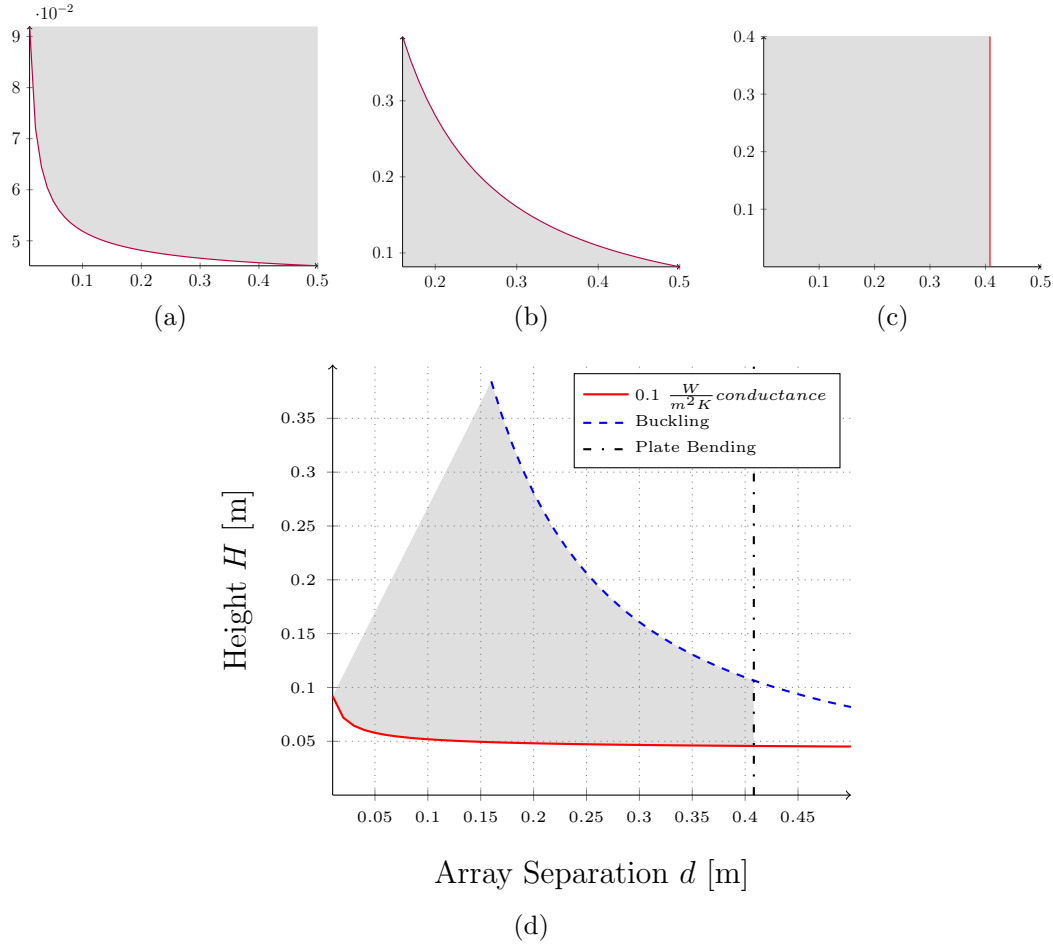 ·10−2
9
8
7
6
5
0.1 0.2 0.3 0.4 0.5
(a)
0.3
0.2
0.1
0.2 0.3 0.4 0.5
(b)
0.4
0.3
0.2
0.1
0.1 0.2 0.3 0.4 0.5
(c)
0.1 W/m²K conductance
Buckling
Plate Bending
Height H [m]
0.35
0.3
0.25
0.2
0.15
0.1
0.05
0.05 0.1 0.15 0.2 0.25 0.3 0.35 0.4 0.45
Array Separation d [m]
(d)